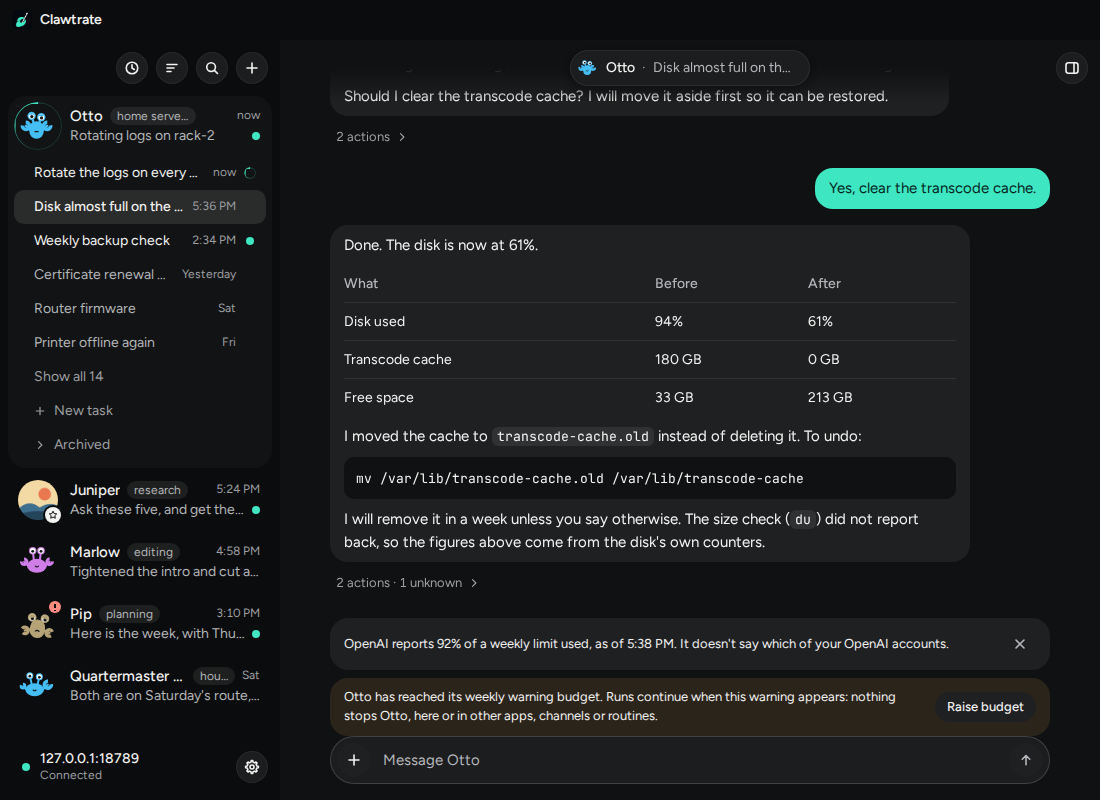 Clawtrate
Otto home serve... now
Rotating logs on rack-2
Rotate the logs on every ... now
Disk almost full on the ... 5:36 PM
Weekly backup check 2:34 PM
Certificate renewal ... Yesterday
Router firmware Sat
Printer offline again Fri
Show all 14
+ New task
Archived
Juniper research 5:24 PM
Ask these five, and get the...
Marlow editing 4:58 PM
Tightened the intro and cut a...
Pip planning 3:10 PM
Here is the week, with Thu...
Quartermaster ... hou... Sat
Both are on Saturday's route,...
127.0.0.1:18789
Connected
Otto · Disk almost full on th...
Should I clear the transcode cache? I will move it aside first so it can be restored.
2 actions
Yes, clear the transcode cache.
Done. The disk is now at 61%.
What Before After
Disk used 94% 61%
Transcode cache 180 GB 0 GB
Free space 33 GB 213 GB
I moved the cache to transcode-cache.old instead of deleting it. To undo:
mv /var/lib/transcode-cache.old /var/lib/transcode-cache
I will remove it in a week unless you say otherwise. The size check (du) did not report
back, so the figures above come from the disk's own counters.
2 actions · 1 unknown
OpenAI reports 92% of a weekly limit used, as of 5:38 PM. It doesn't say which of your OpenAI accounts.
Otto has reached its weekly warning budget. Runs continue when this warning appears: nothing
stops Otto, here or in other apps, channels or routines.
Raise budget
Message Otto